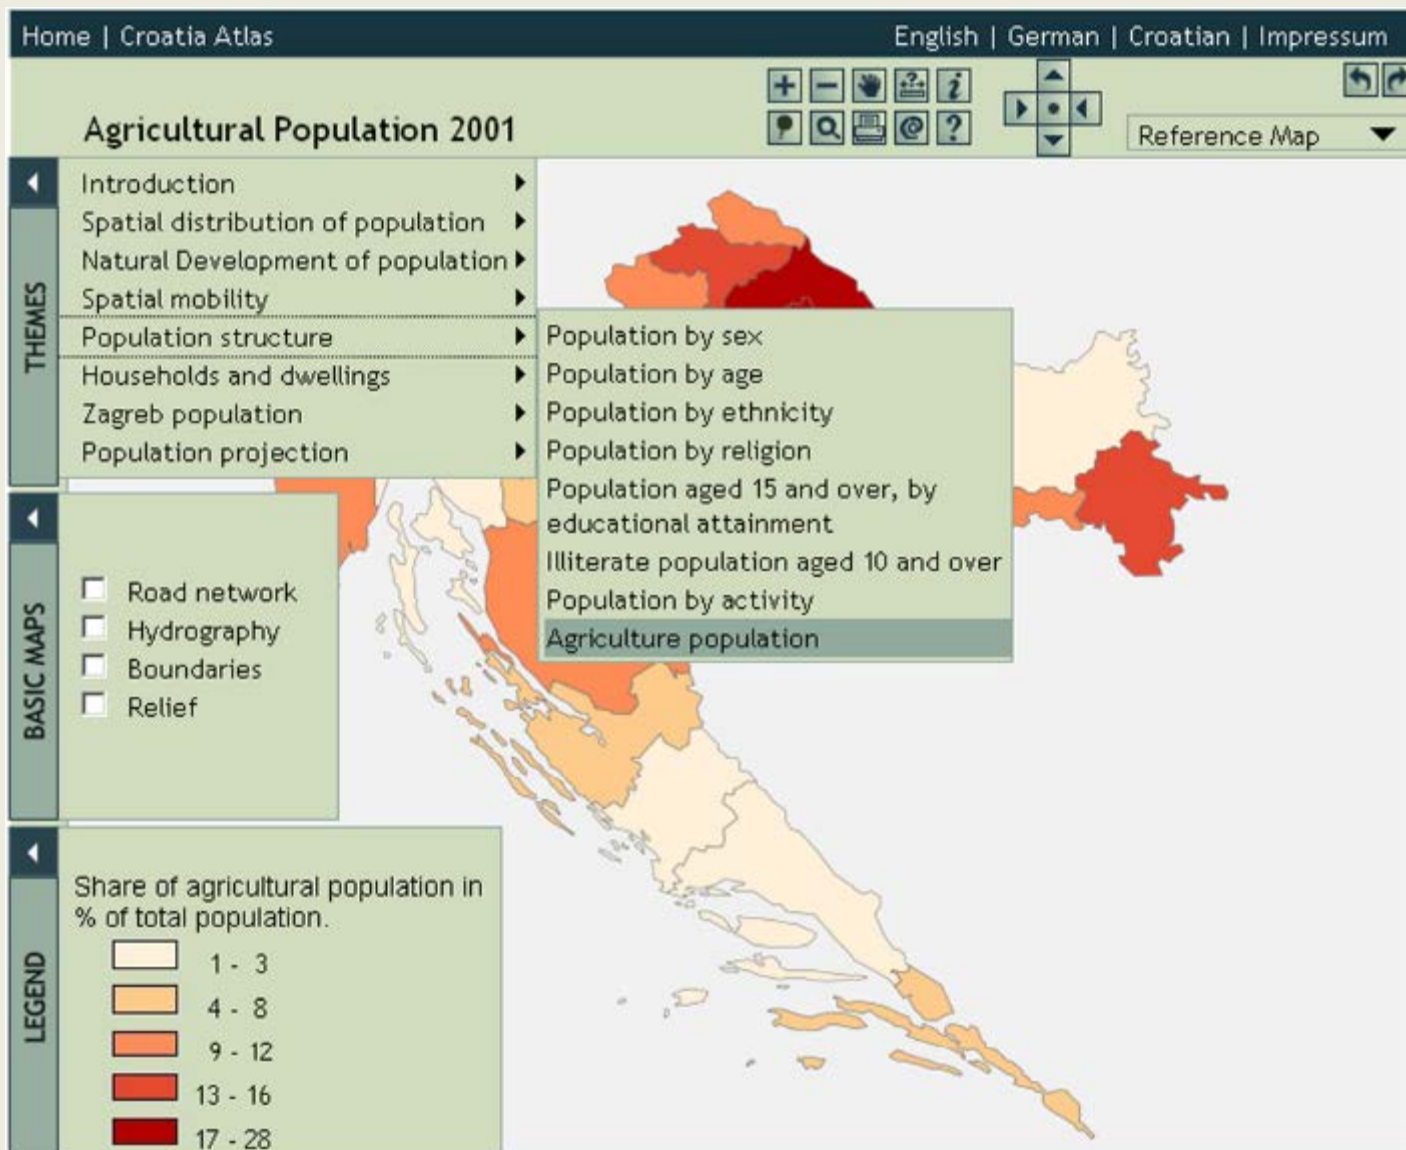 Home | Croatia Atlas
English | German | Croatian | Impressum
Agricultural Population 2001
Reference Map
THEMES
Introduction
Spatial distribution of population
Natural Development of population
Spatial mobility
Population structure
Households and dwellings
Zagreb population
Population projection
Population by sex
Population by age
Population by ethnicity
Population by religion
Population aged 15 and over, by
educational attainment
Illiterate population aged 10 and over
Population by activity
Agriculture population
BASIC MAPS
Road network
Hydrography
Boundaries
Relief
LEGEND
Share of agricultural population in
% of total population.
1 - 3
4 - 8
9 - 12
13 - 16
17 - 28